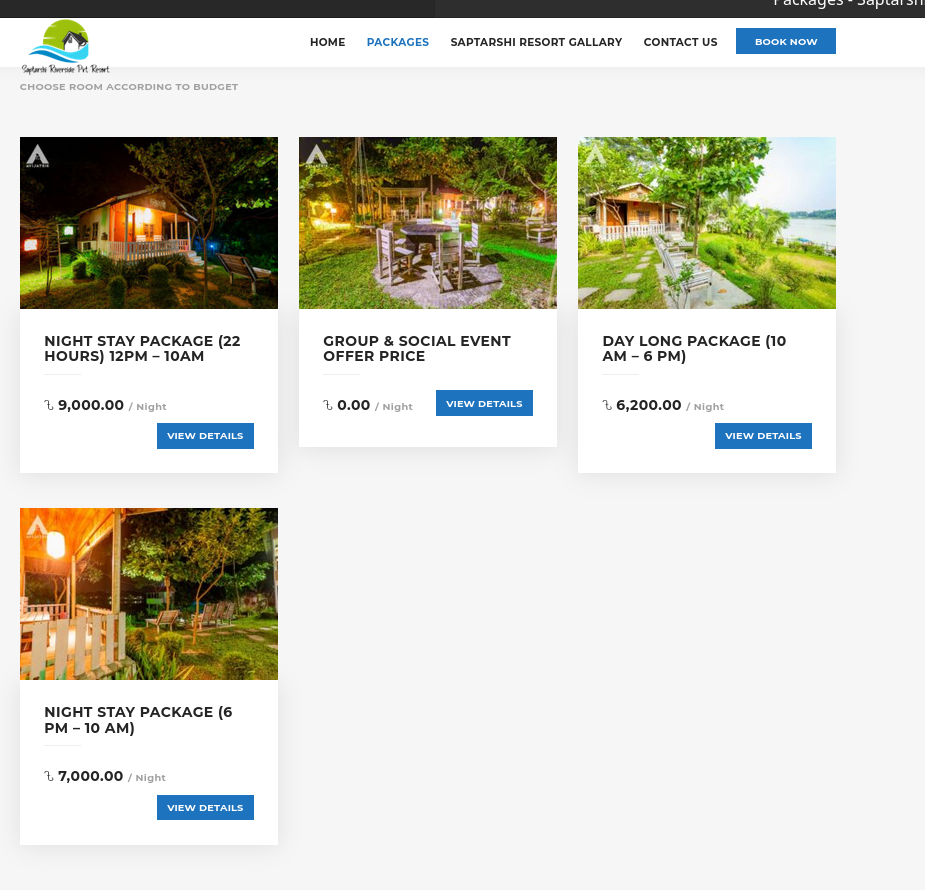 Packages - Saptarsh
Saptarshi Riverside Pvt Resort
HOME PACKAGES SAPTARSHI RESORT GALLARY CONTACT US BOOK NOW
CHOOSE ROOM ACCORDING TO BUDGET
NIGHT STAY PACKAGE (22
HOURS) 12PM – 10AM
৳ 9,000.00 / Night
VIEW DETAILS
GROUP & SOCIAL EVENT
OFFER PRICE
৳ 0.00 / Night
VIEW DETAILS
DAY LONG PACKAGE (10
AM – 6 PM)
৳ 6,200.00 / Night
VIEW DETAILS
NIGHT STAY PACKAGE (6
PM – 10 AM)
৳ 7,000.00 / Night
VIEW DETAILS